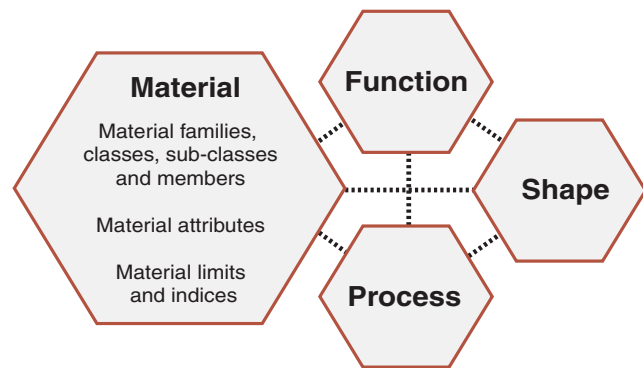 Material
Material families,
classes, sub-classes
and members
Material attributes
Material limits
and indices
Function
Shape
Process